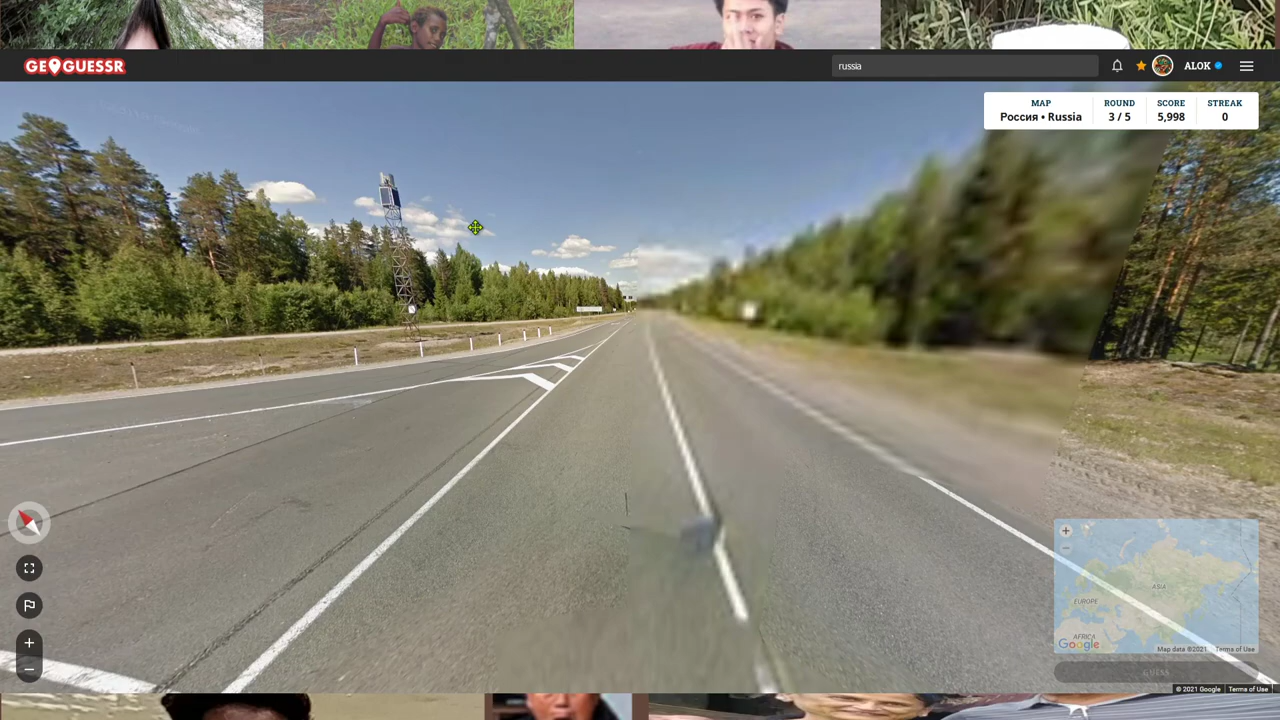 GEOGUESSR
russia
ALOK
MAP ROUND SCORE STREAK
Россия • Russia 3 / 5 5,998 0
ASIA
EUROPE
AFRICA
Google
Map data ©2021 Terms of Use
GUESS
© 2021 Google Terms of Use